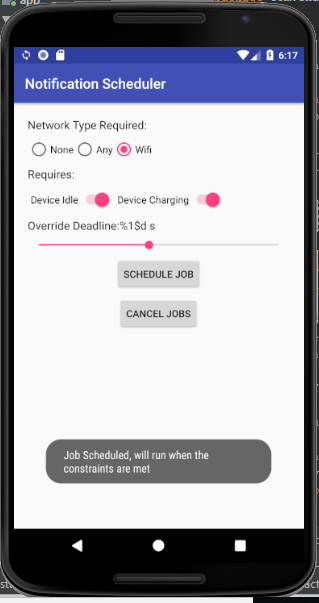 app
6:17
Notification Scheduler
Network Type Required:
None Any Wifi
Requires:
Device Idle Device Charging
Override Deadline:%1$d s
SCHEDULE JOB
CANCEL JOBS
Job Scheduled, will run when the
constraints are met